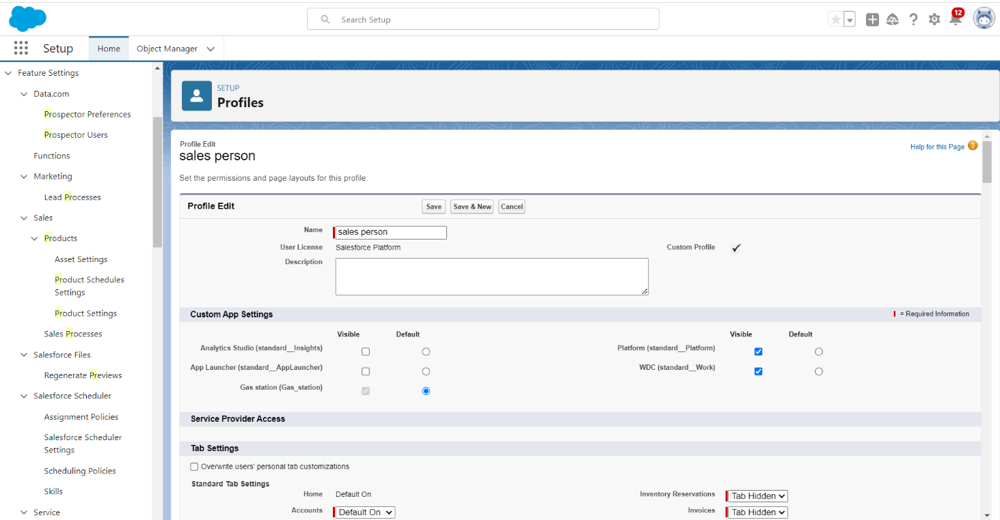 Search Setup
12
Setup
Home
Object Manager
Feature Settings
Data.com
Prospector Preferences
Prospector Users
Functions
Marketing
Lead Processes
Sales
Products
Asset Settings
Product Schedules
Settings
Product Settings
Sales Processes
Salesforce Files
Regenerate Previews
Salesforce Scheduler
Assignment Policies
Salesforce Scheduler
Settings
Scheduling Policies
Skills
Service
SETUP
Profiles
Profile Edit
sales person
Help for this Page ?
Set the permissions and page layouts for this profile.
Profile Edit Save Save & New Cancel
Name sales person
User License Salesforce Platform Custom Profile
Description
Custom App Settings = Required Information
Visible Default Visible Default
Analytics Studio (standard__Insights) Platform (standard__Platform)
App Launcher (standard__AppLauncher) WDC (standard__Work)
Gas station (Gas_station)
Service Provider Access
Tab Settings
Overwrite users' personal tab customizations
Standard Tab Settings
Home Default On Inventory Reservations Tab Hidden
Accounts Default On Invoices Tab Hidden